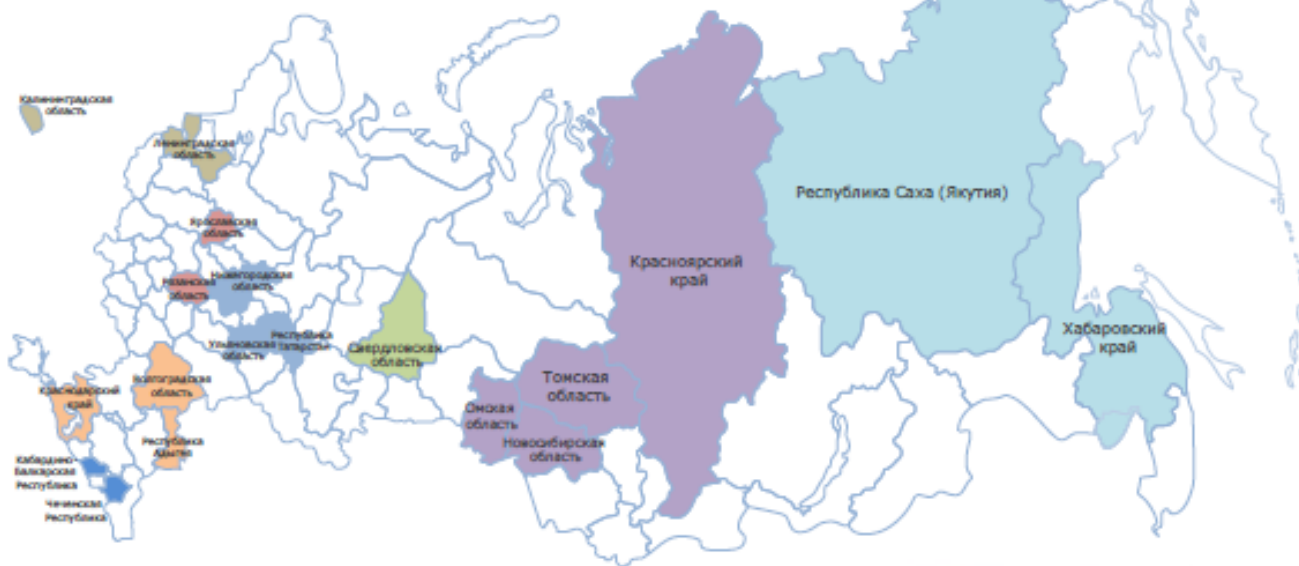 Калининградская
область
Ленинградская
область
Ярославская
область
Нижегородская
область
Рязанская
область
Ульяновская
область
Республика
Татарстан
Свердловская
область
Волгоградская
область
Краснодарский
край
Республика
Адыгея
Кабардино-
Балкарская
Республика
Чеченская
Республика
Омская
область
Томская
область
Новосибирская
область
Красноярский
край
Республика Саха (Якутия)
Хабаровский
край